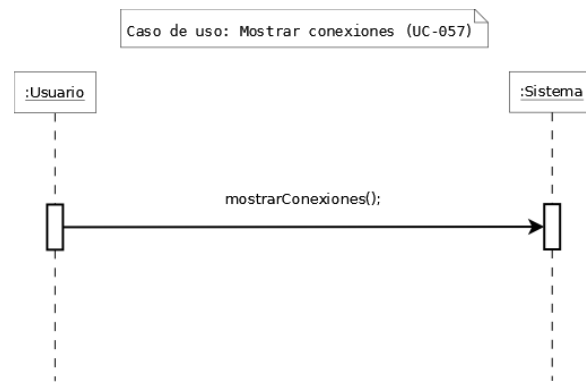 Caso de uso: Mostrar conexiones (UC-057)
:Usuario
:Sistema
mostrarConexiones();